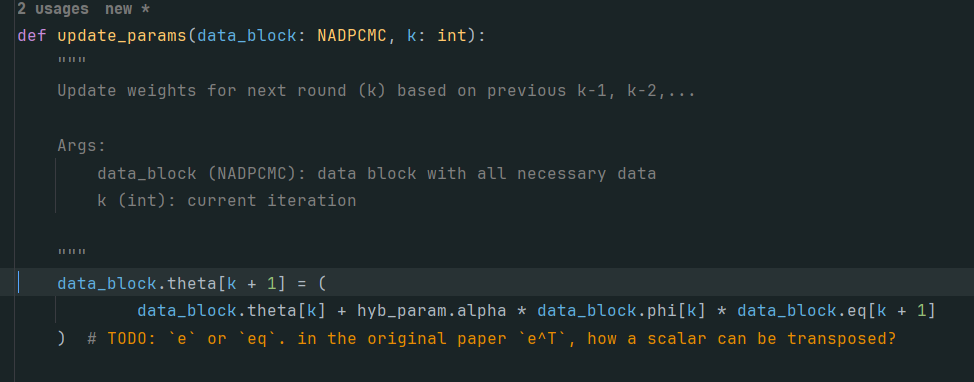 2 usages new *
def update_params(data_block: NADPCMC, k: int):
"""
Update weights for next round (k) based on previous k-1, k-2,...
Args:
data_block (NADPCMC): data block with all necessary data
k (int): current iteration
"""
data_block.theta[k + 1] = (
data_block.theta[k] + hyb_param.alpha * data_block.phi[k] * data_block.eq[k + 1]
) # TODO: `e` or `eq`. in the original paper `e^T`, how a scalar can be transposed?